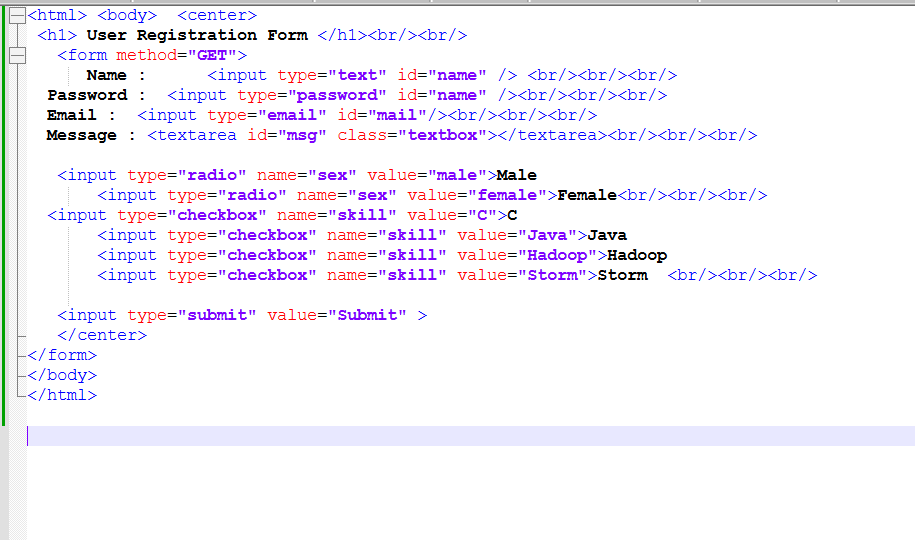 <html> <body>  <center>
<h1> User Registration Form </h1><br/><br/>
<form method="GET">
Name :      <input type="text" id="name" /> <br/><br/><br/>
Password :  <input type="password" id="name" /><br/><br/><br/>
Email :  <input type="email" id="mail"/><br/><br/><br/>
Message : <textarea id="msg" class="textbox"></textarea><br/><br/><br/>
<input type="radio" name="sex" value="male">Male
<input type="radio" name="sex" value="female">Female<br/><br/><br/>
<input type="checkbox" name="skill" value="C">C
<input type="checkbox" name="skill" value="Java">Java
<input type="checkbox" name="skill" value="Hadoop">Hadoop
<input type="checkbox" name="skill" value="Storm">Storm  <br/><br/><br/>
<input type="submit" value="Submit" >
</center>
</form>
</body>
</html>